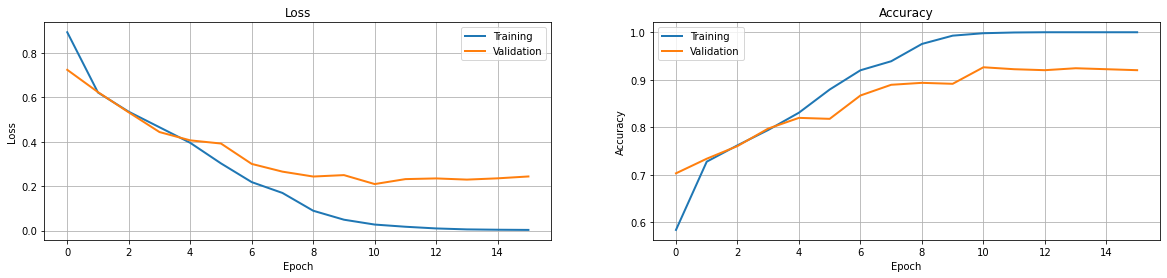 Loss
Training
Validation
0.8
0.6
0.4
0.2
0.0
Loss
0 2 4 6 8 10 12 14
Epoch
Accuracy
Training
Validation
1.0
0.9
0.8
0.7
0.6
Accuracy
0 2 4 6 8 10 12 14
Epoch